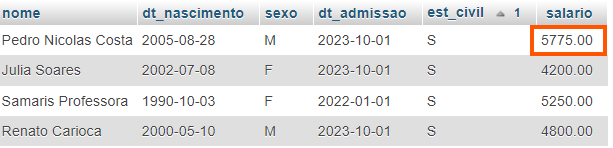 nome dt_nascimento sexo dt_admissao est_civil 1 salario
Pedro Nicolas Costa 2005-08-28 M 2023-10-01 S 5775.00
Julia Soares 2002-07-08 F 2023-10-01 S 4200.00
Samaris Professora 1990-10-03 F 2022-01-01 S 5250.00
Renato Carioca 2000-05-10 M 2023-10-01 S 4800.00